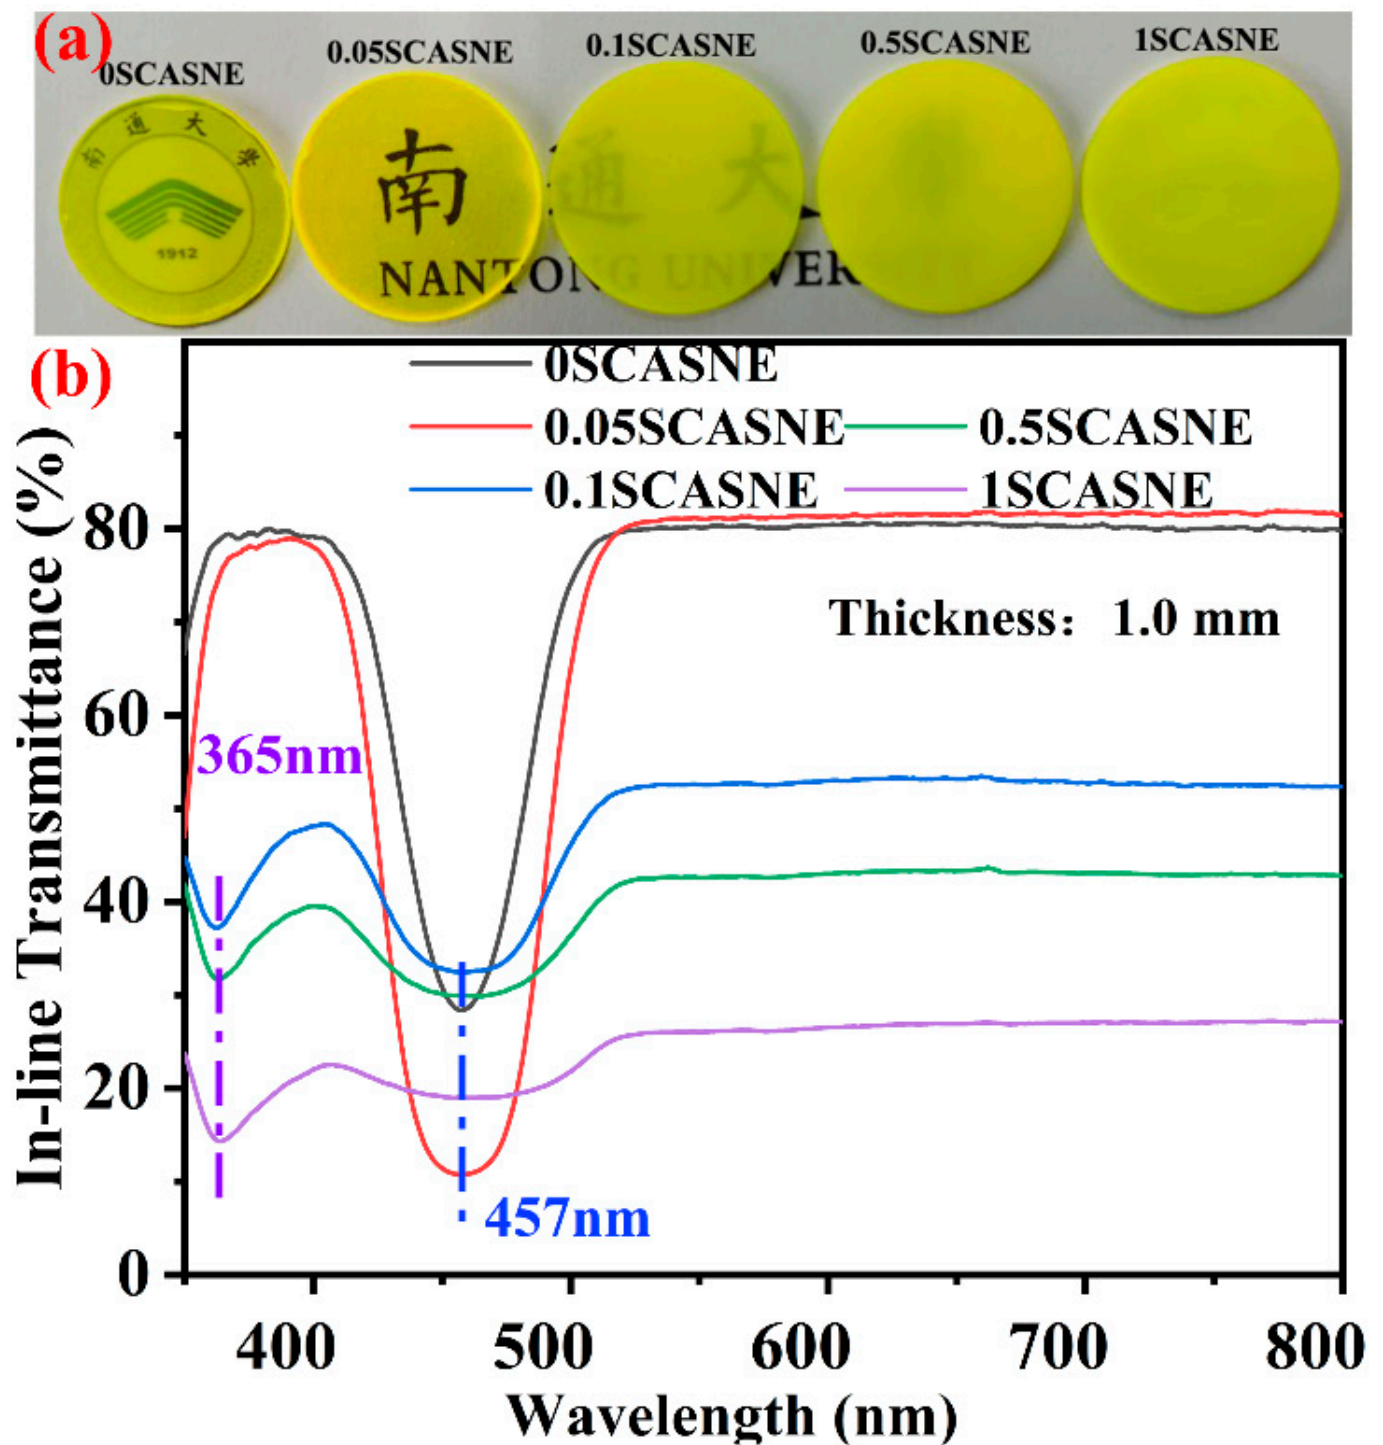 (a)
0SCASNE
0.05SCASNE
0.1SCASNE
0.5SCASNE
1SCASNE
南通大学
1912
南 通 大
NANTONG UNIVER
(b)
0SCASNE
0.05SCASNE
0.5SCASNE
0.1SCASNE
1SCASNE
Thickness：1.0 mm
365nm
457nm
In-line Transmittance (%)
80
60
40
20
0
400
500
600
700
800
Wavelength (nm)